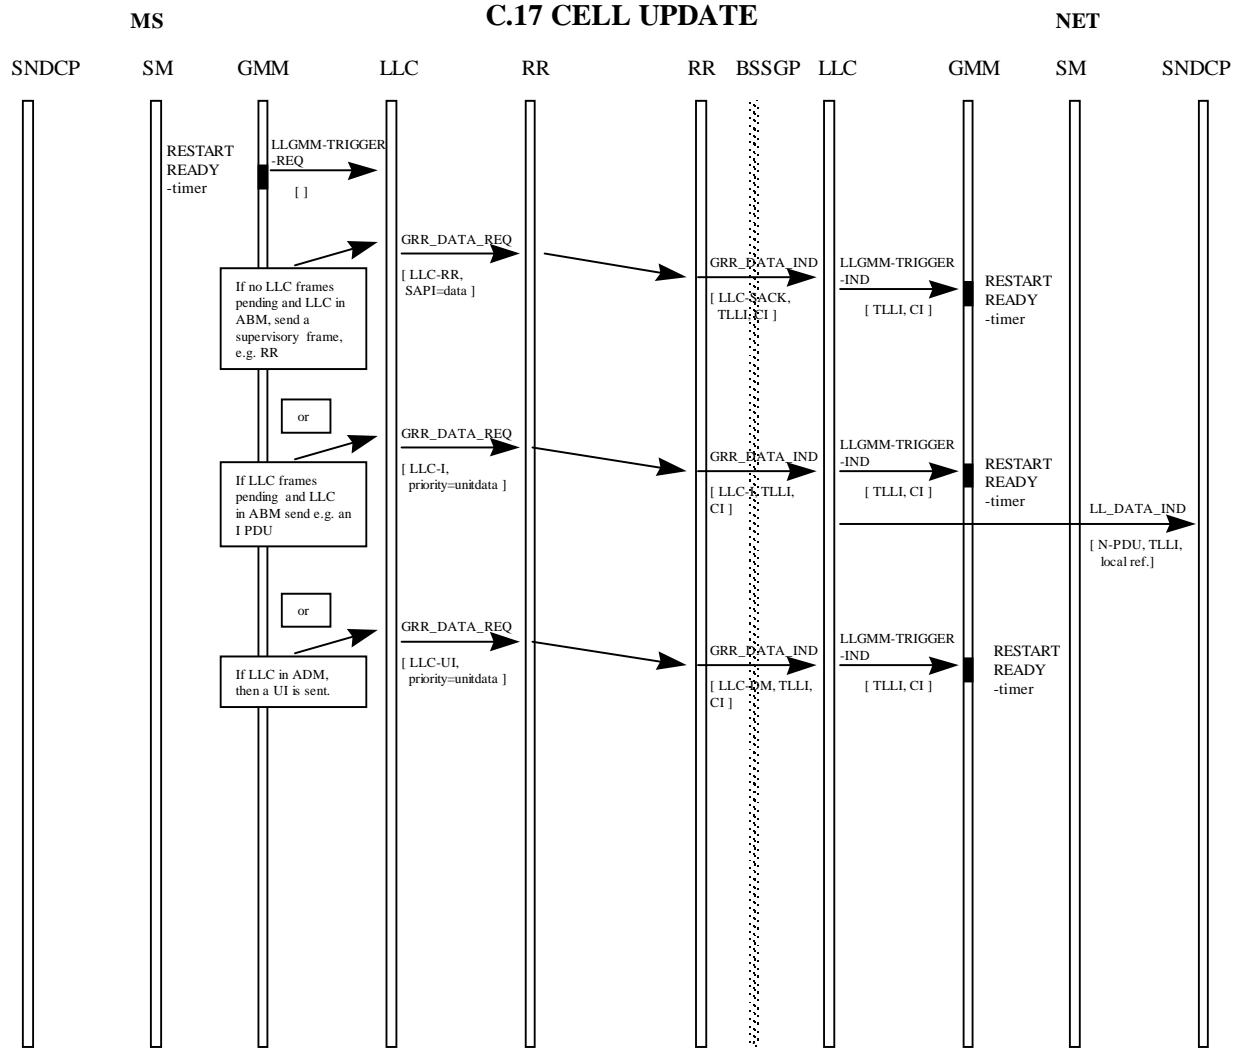 C.17 CELL UPDATE
MS
NET
SNDCP SM GMM LLC RR RR BSSGP LLC GMM SM SNDCP
RESTART
READY
-timer
LLGMM-TRIGGER
-REQ
[ ]
GRR_DATA_REQ
[ LLC-RR,
SAPI=data ]
GRR_DATA_IND
[ LLC-SACK,
TLLI, CI ]
LLGMM-TRIGGER
-IND
[ TLLI, CI ]
RESTART
READY
-timer
If no LLC frames
pending and LLC in
ABM, send a
supervisory frame,
e.g. RR
or
GRR_DATA_REQ
[ LLC-I,
priority=unitdata ]
GRR_DATA_IND
[ LLC-I, TLLI,
CI ]
LLGMM-TRIGGER
-IND
[ TLLI, CI ]
RESTART
READY
-timer
If LLC frames
pending and LLC
in ABM send e.g. an
I PDU
LL_DATA_IND
[ N-PDU, TLLI,
local ref.]
or
GRR_DATA_REQ
[ LLC-UI,
priority=unitdata ]
GRR_DATA_IND
[ LLC-DM, TLLI,
CI ]
LLGMM-TRIGGER
-IND
[ TLLI, CI ]
RESTART
READY
-timer
If LLC in ADM,
then a UI is sent.